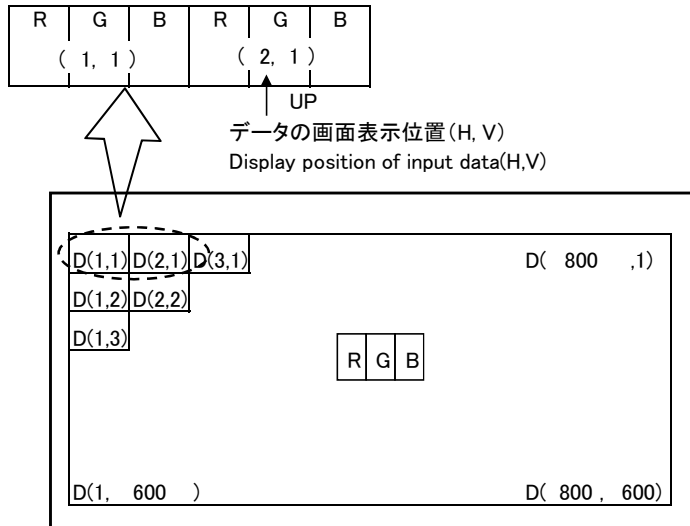 R G B R G B
( 1, 1 ) ( 2, 1 )
UP
データの画面表示位置(H, V)
Display position of input data(H,V)
D(1,1) D(2,1) D(3,1) D( 800 ,1)
D(1,2) D(2,2)
D(1,3)
R G B
D(1, 600 ) D( 800 , 600)